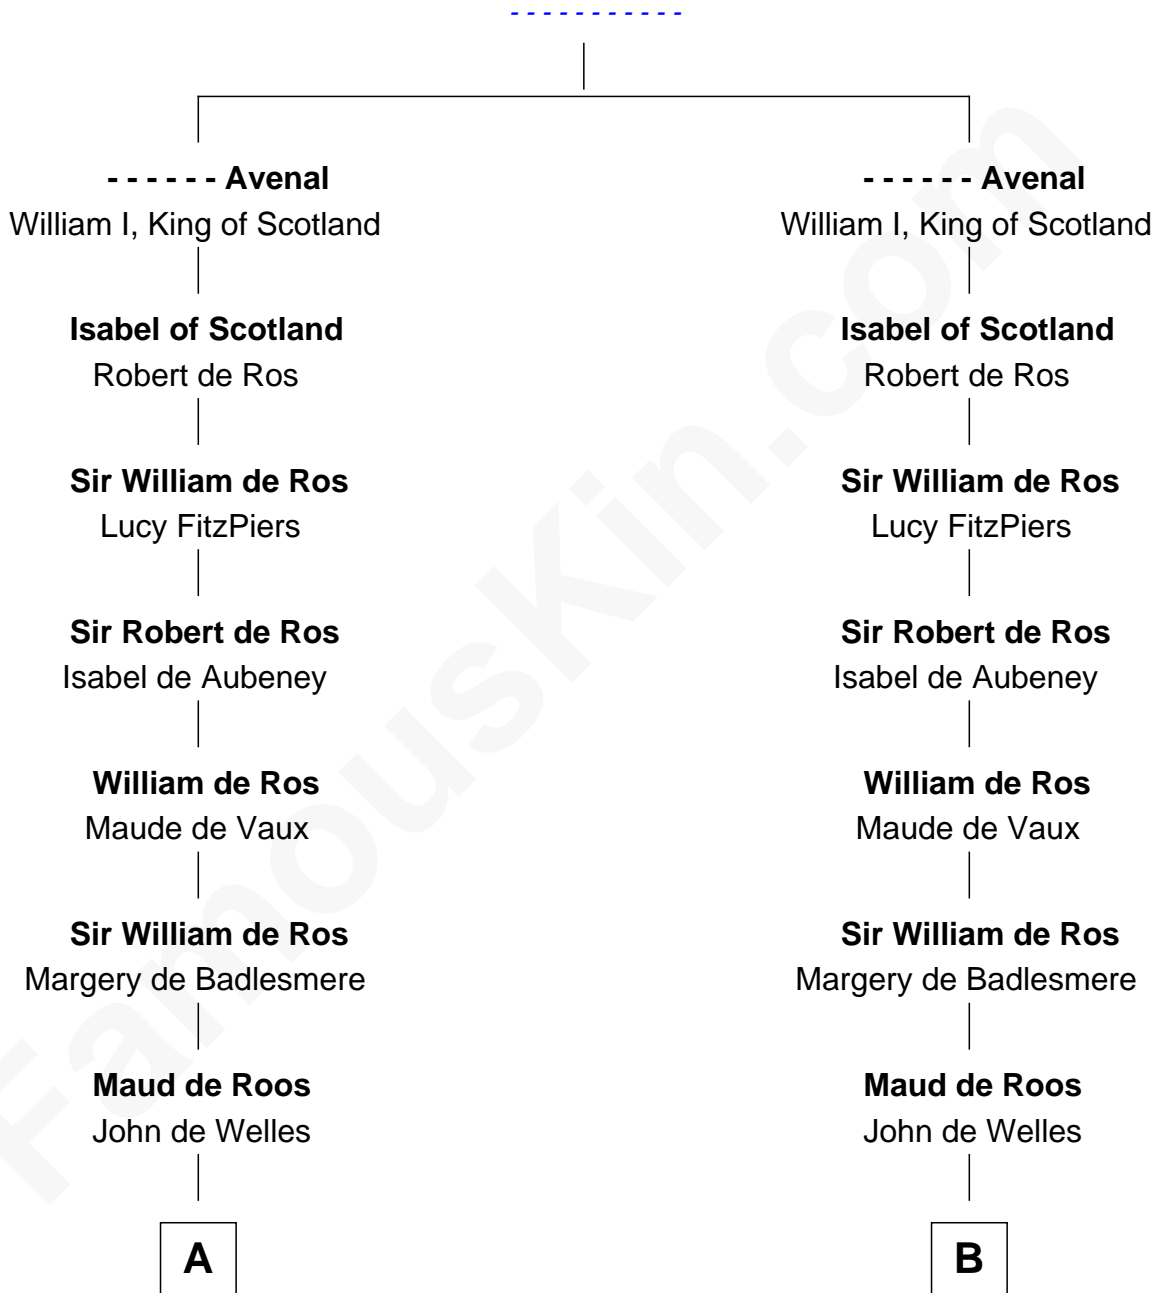 - - - - - - - - - - -
- - - - - - Avenal
William I, King of Scotland
Isabel of Scotland
Robert de Ros
Sir William de Ros
Lucy FitzPiers
Sir Robert de Ros
Isabel de Aubeney
William de Ros
Maude de Vaux
Sir William de Ros
Margery de Badlesmere
Maud de Roos
John de Welles
A
- - - - - - Avenal
William I, King of Scotland
Isabel of Scotland
Robert de Ros
Sir William de Ros
Lucy FitzPiers
Sir Robert de Ros
Isabel de Aubeney
William de Ros
Maude de Vaux
Sir William de Ros
Margery de Badlesmere
Maud de Roos
John de Welles
B
FamousKin.com